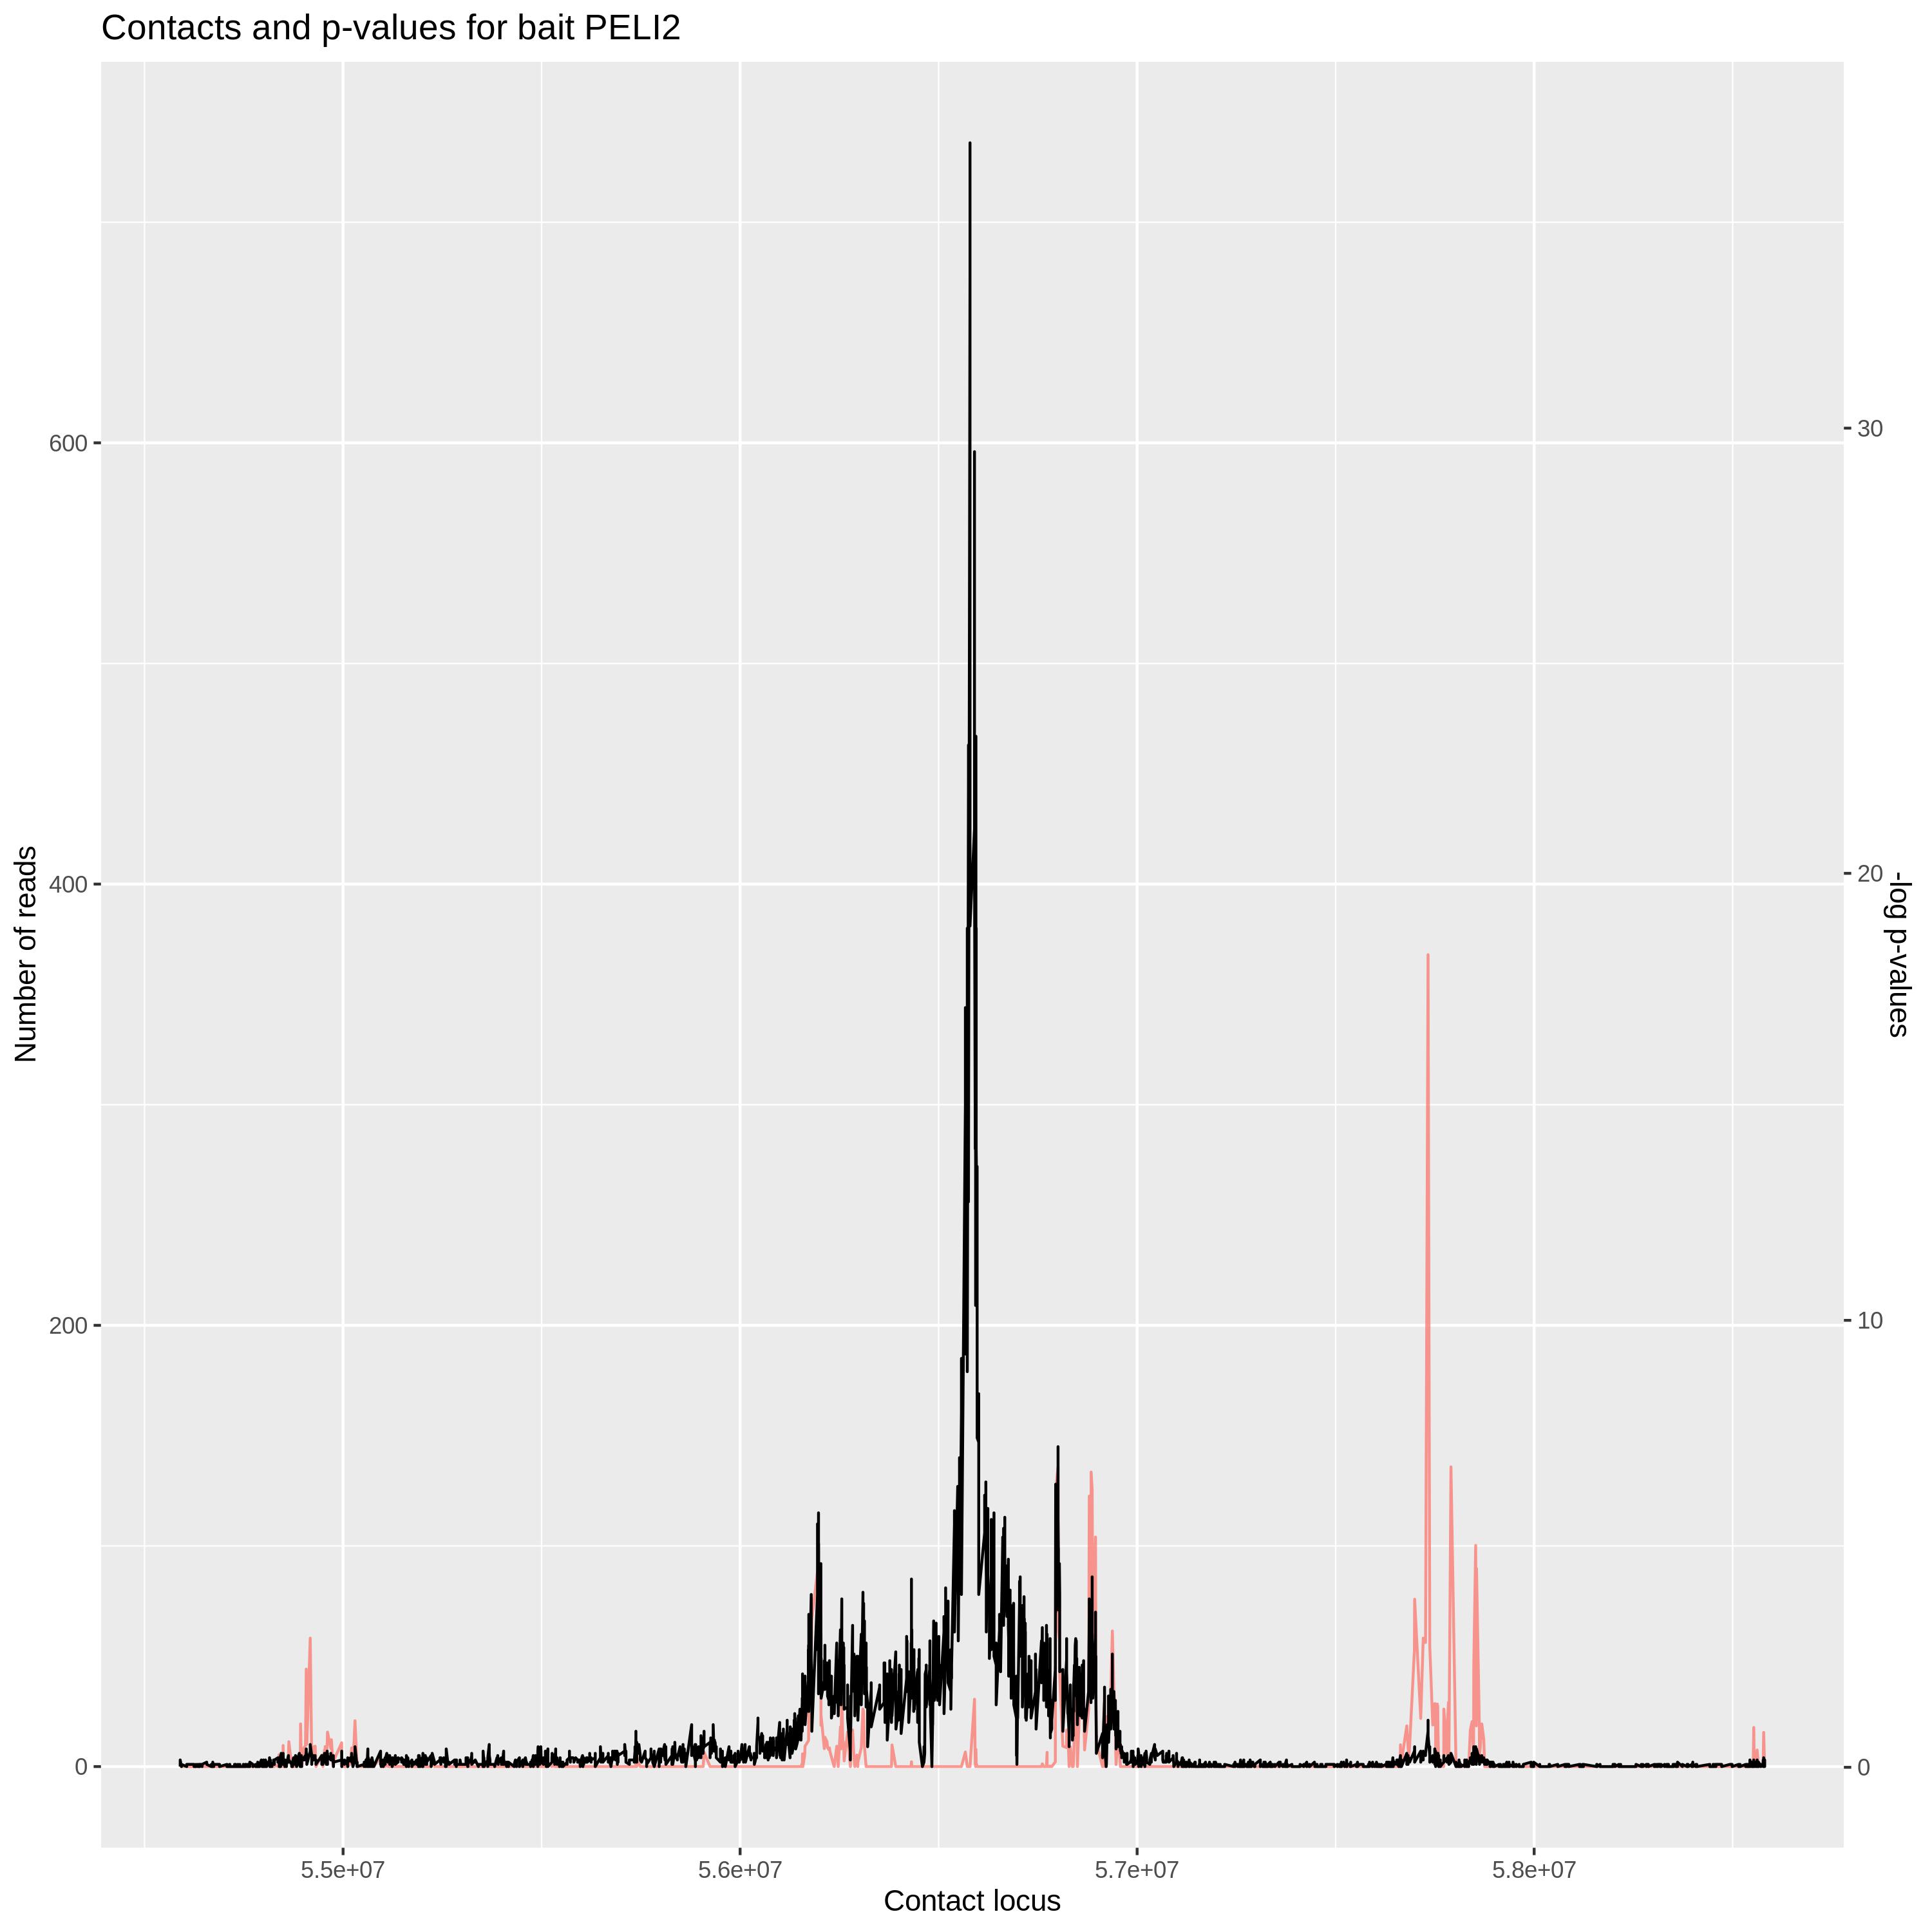 Contacts and p-values for bait PELI2
Number of reads
600
400
200
0
30
20
10
0
-log p-values
5.5e+07
5.6e+07
5.7e+07
5.8e+07
Contact locus